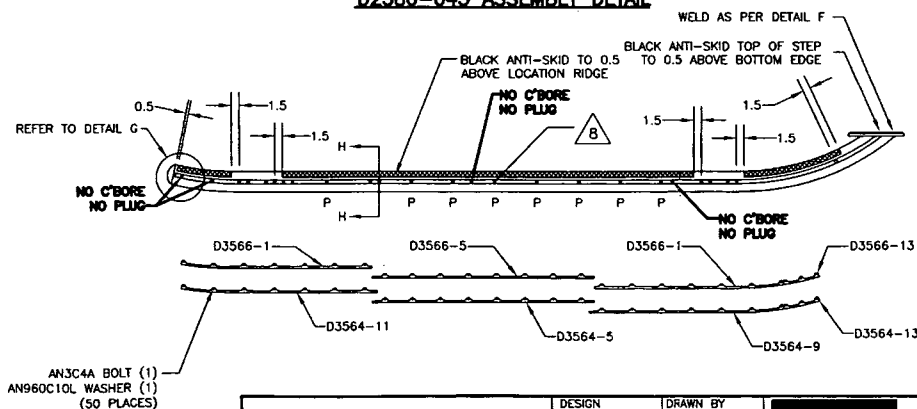 D2580-045 ASSEMBLY DETAIL
WELD AS PER DETAIL F
BLACK ANTI-SKID TO 0.5
ABOVE LOCATION RIDGE
BLACK ANTI-SKID TOP OF STEP
TO 0.5 ABOVE BOTTOM EDGE
NO C'BORE
NO PLUG
8
0.5
1.5
1.5
1.5
1.5
1.5
REFER TO DETAIL G
H
H
NO C'BORE
NO PLUG
P
P
P
P
P
P
P
P
NO C'BORE
NO PLUG
D3566-1
D3566-5
D3566-1
D3566-13
D3564-11
D3564-5
D3564-9
D3564-13
AN3C4A BOLT (1)
AN960C10L WASHER (1)
(50 PLACES)
DESIGN
DRAWN BY